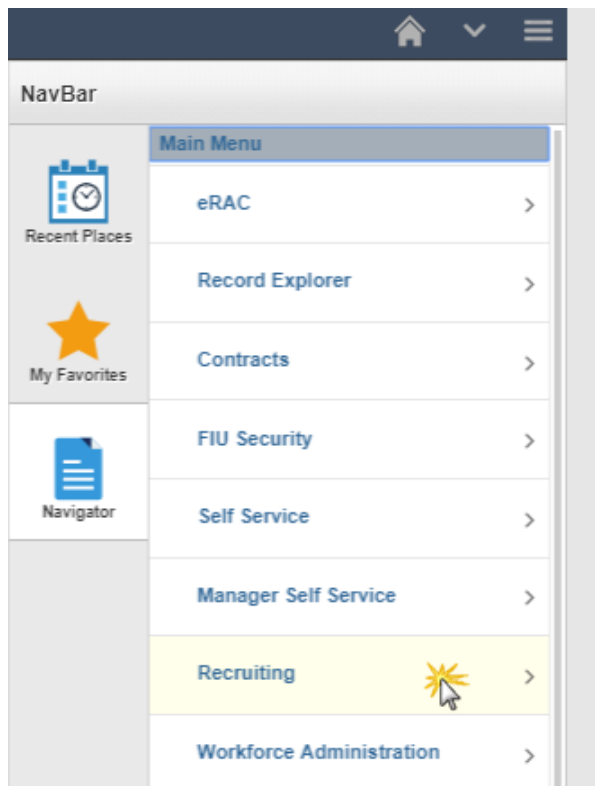 NavBar
Main Menu
Recent Places
My Favorites
Navigator
eRAC
Record Explorer
Contracts
FIU Security
Self Service
Manager Self Service
Recruiting
Workforce Administration